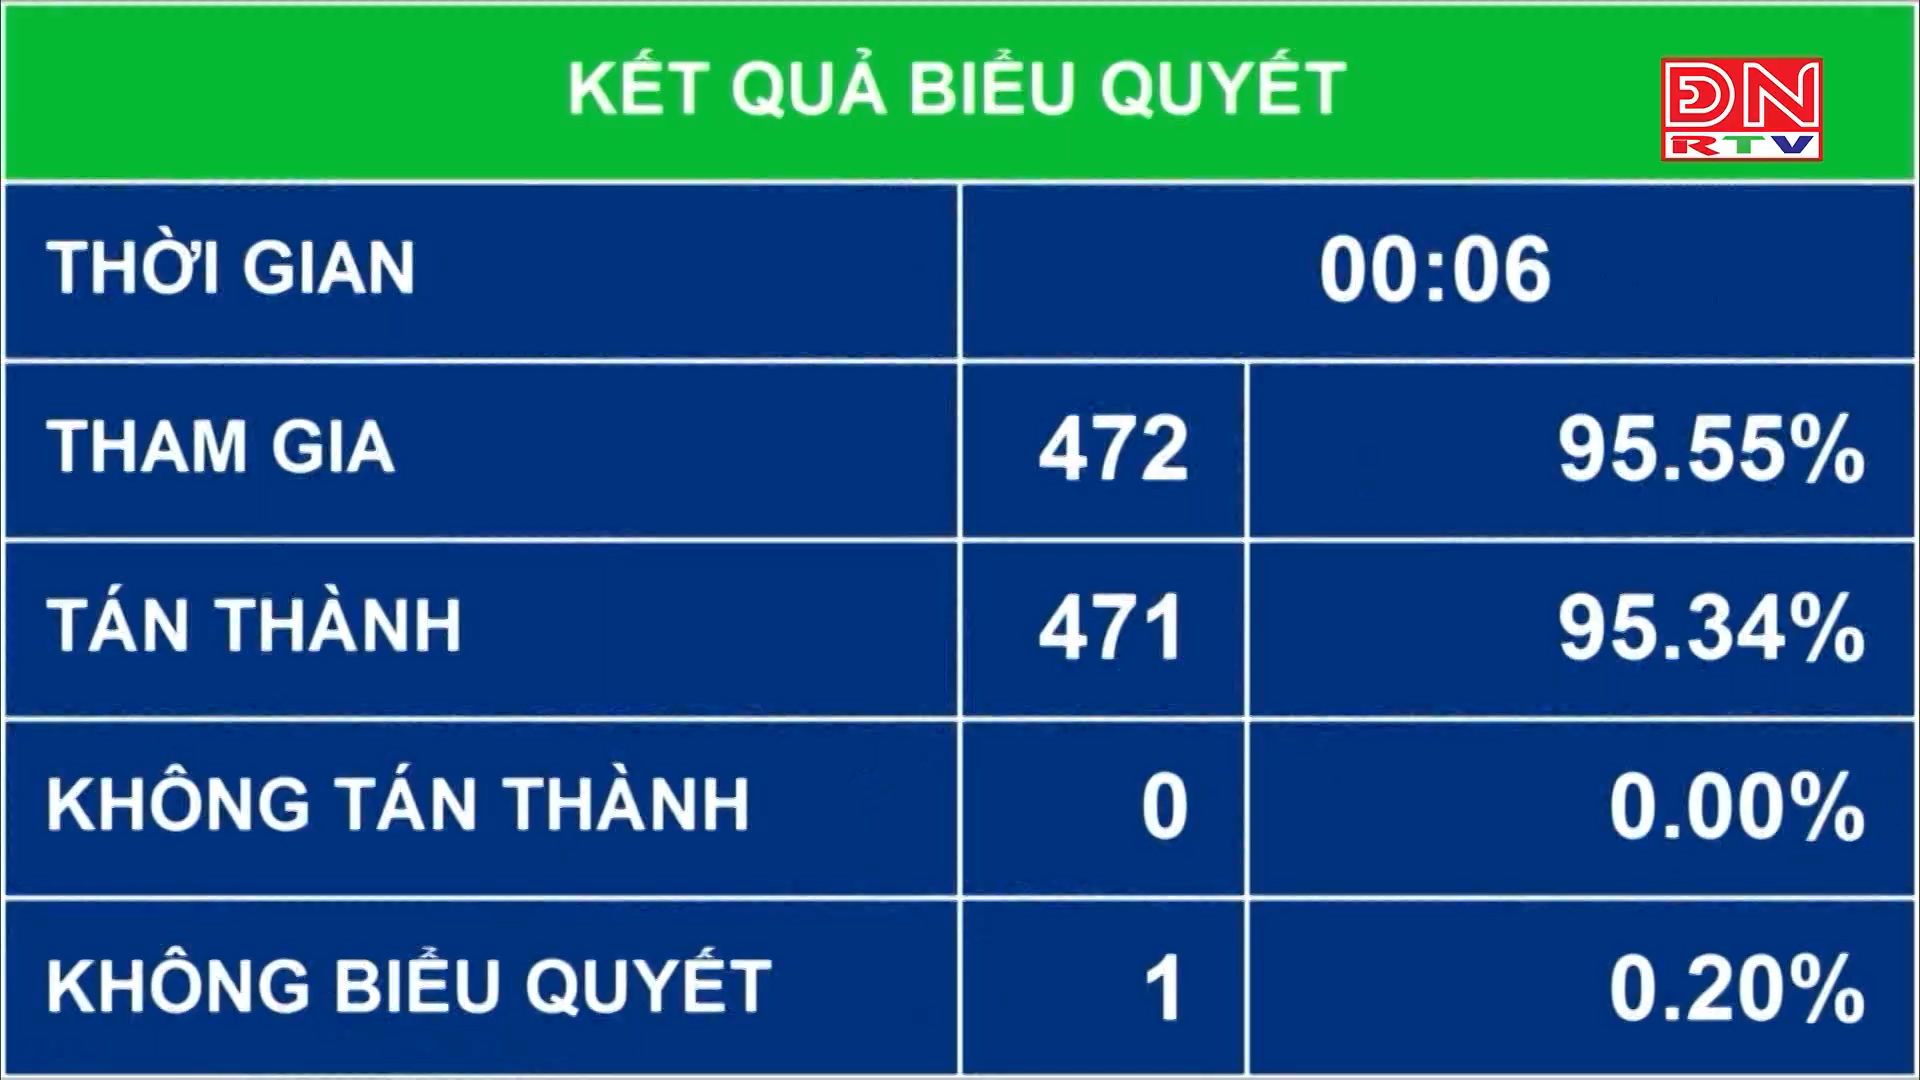 KẾT QUẢ BIỂU QUYẾT
ĐN
RTV
THỜI GIAN 00:06
THAM GIA 472 95.55%
TÁN THÀNH 471 95.34%
KHÔNG TÁN THÀNH 0 0.00%
KHÔNG BIỂU QUYẾT 1 0.20%